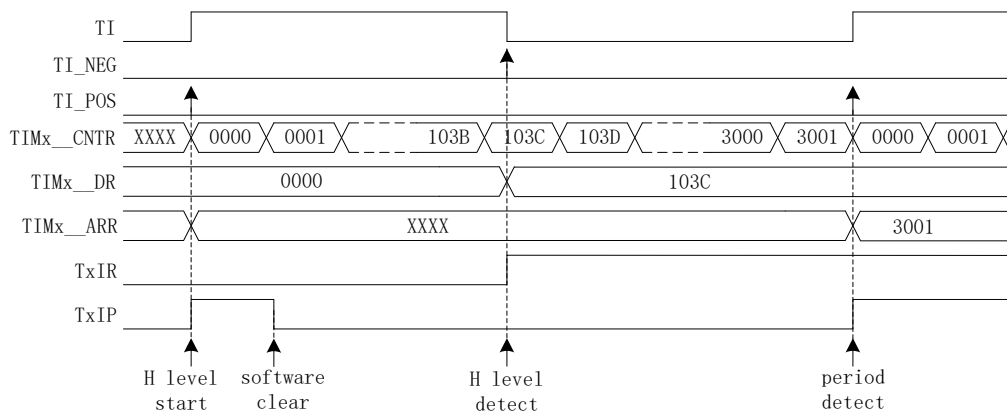 TI
TI_NEG
TI_POS
TIMx__CNTR XXXX 0000 0001 103B 103C 103D 3000 3001 0000 0001
TIMx__DR 0000 103C
TIMx__ARR XXXX 3001
TxIR
TxIP
H level start
software clear
H level detect
period detect